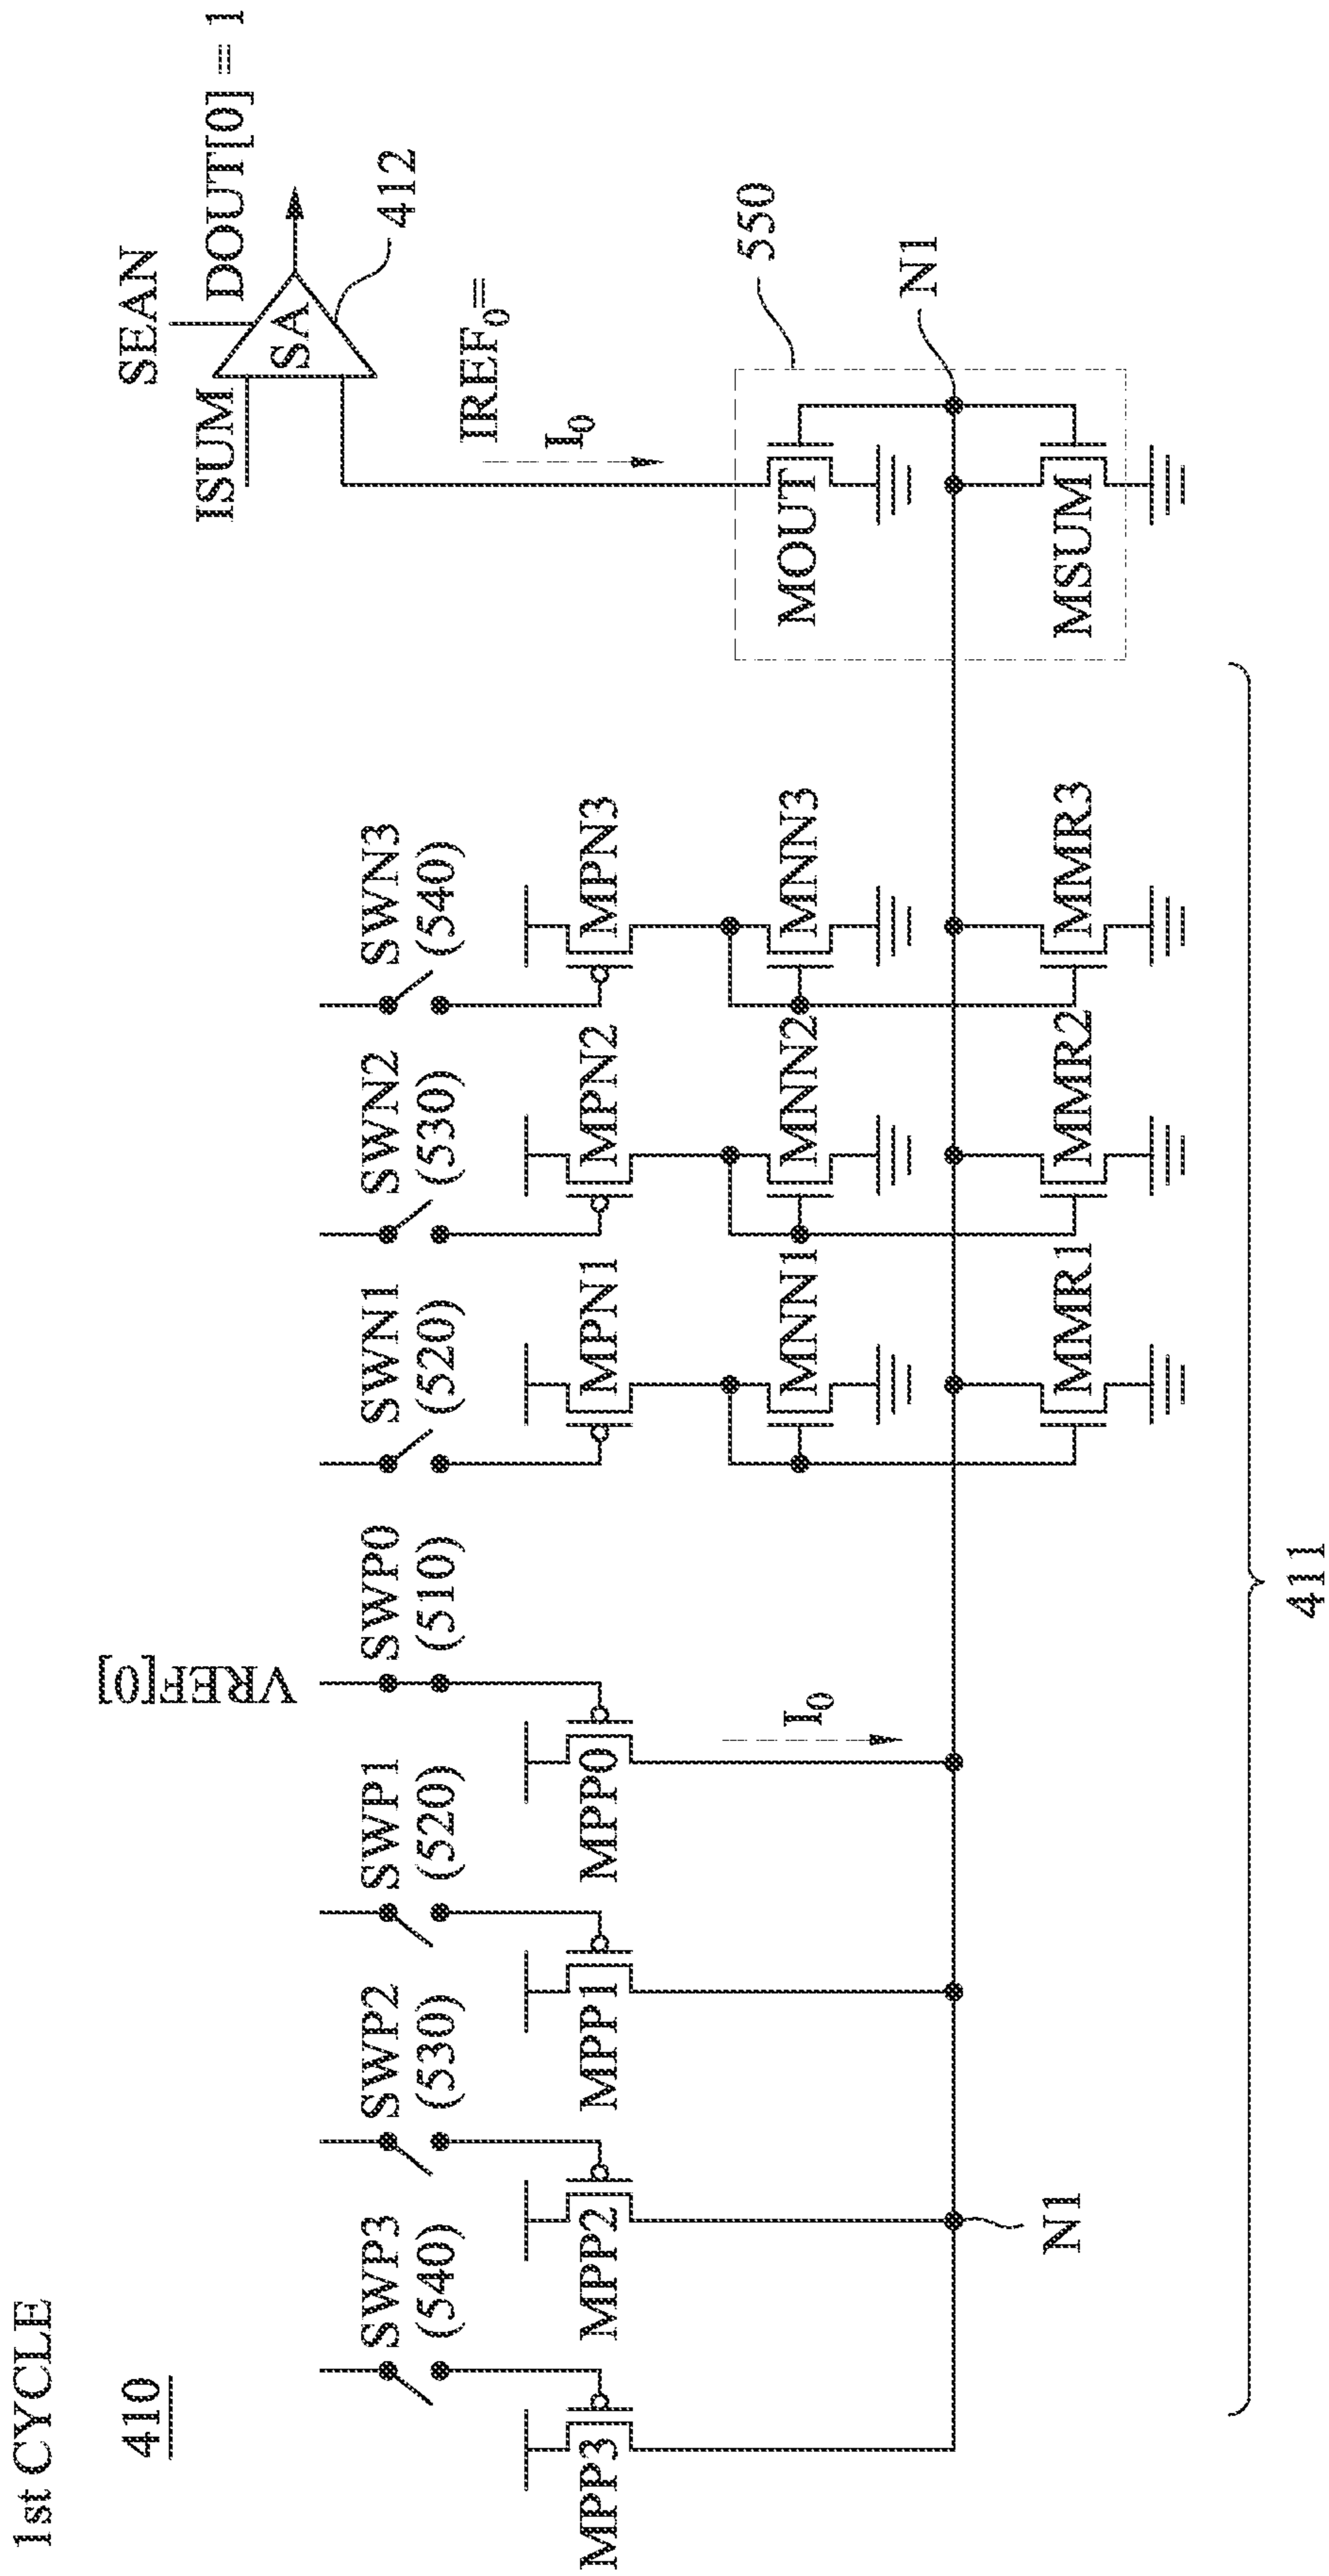 1st CYCLE
410
SEAN
DOUT[0] = 1
ISUM
SA
412
IREF0=
I0
VREF[0]
SWP3
(540)
SWP2
(530)
SWP1
(520)
SWP0
(510)
SWN1
(520)
SWN2
(530)
SWN3
(540)
MPP3
MPP2
MPP1
MPP0
MPN1
MPN2
MPN3
I0
MNN1
MNN2
MNN3
MOUT
550
N1
N1
MMR1
MMR2
MMR3
MSUM
411